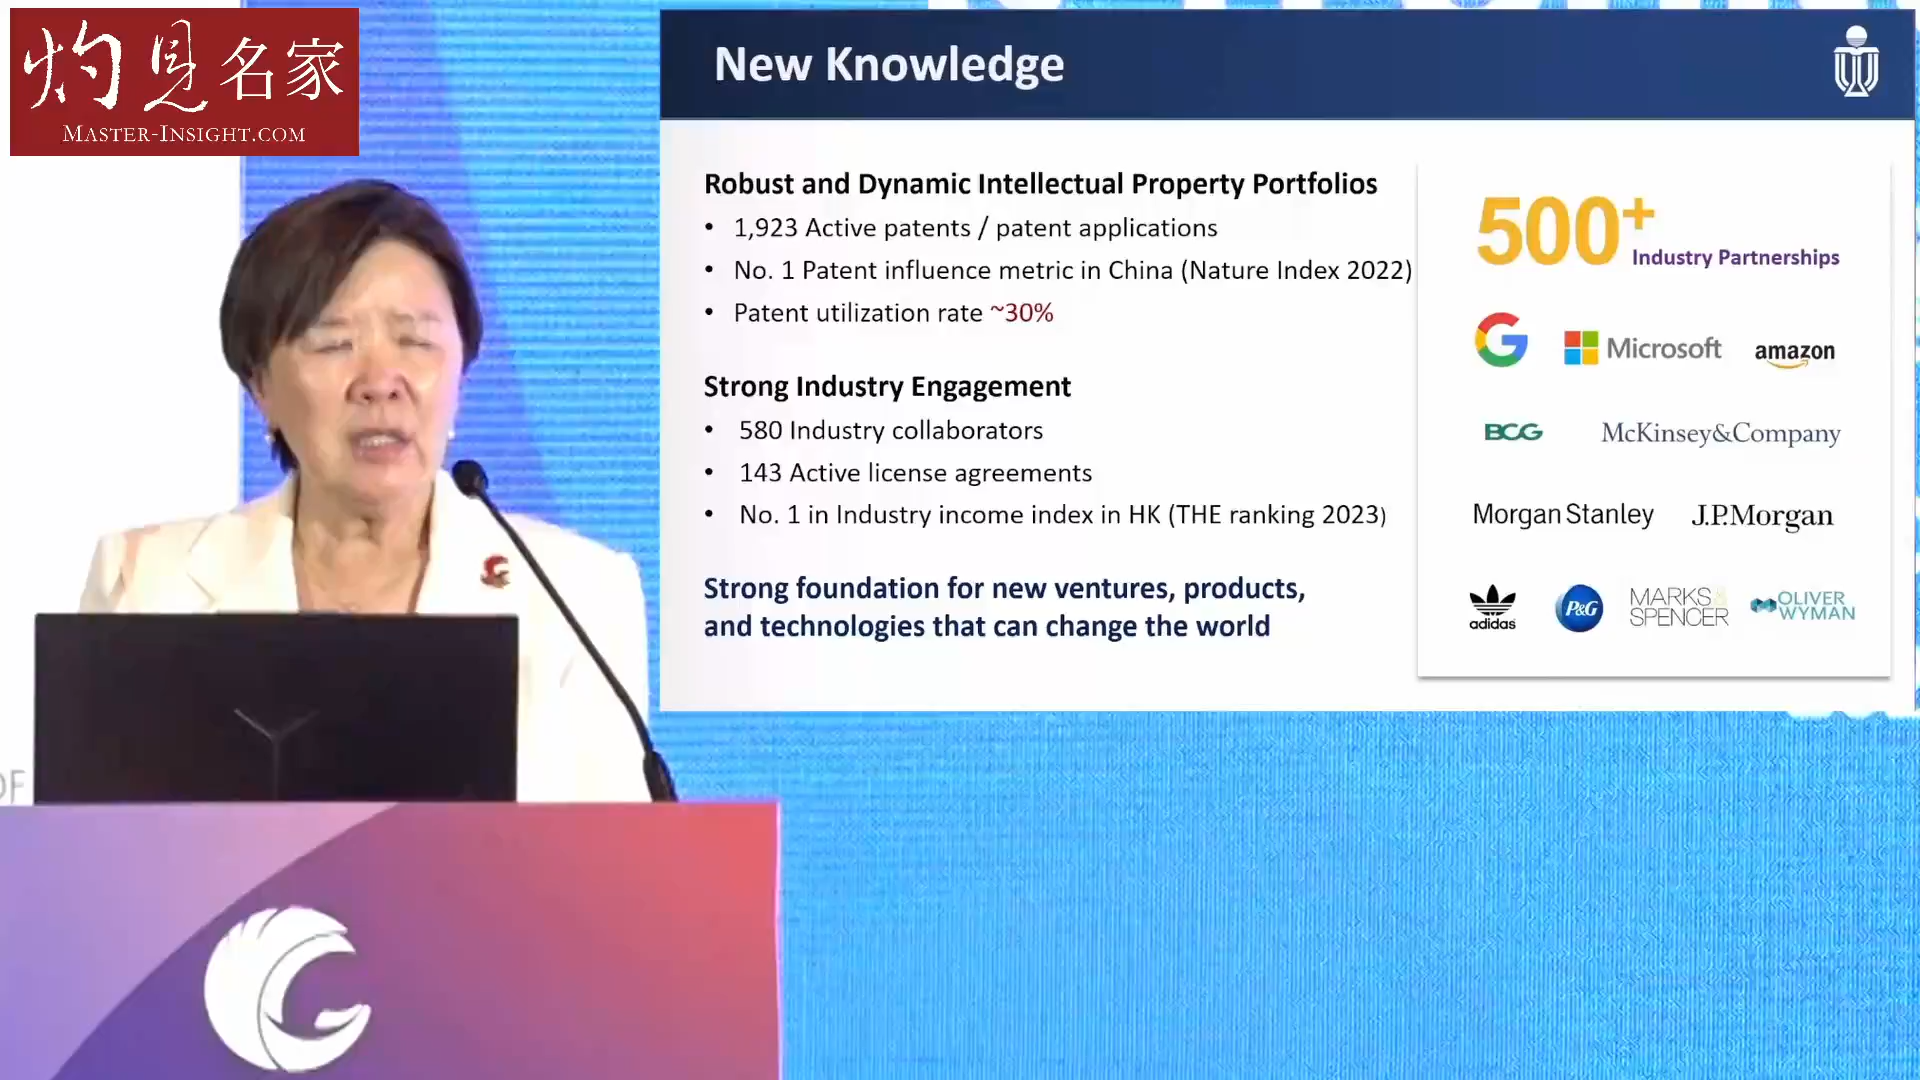 灼見名家
MASTER-INSIGHT.COM
New Knowledge
Robust and Dynamic Intellectual Property Portfolios
• 1,923 Active patents / patent applications
• No. 1 Patent influence metric in China (Nature Index 2022)
• Patent utilization rate ~30%
Strong Industry Engagement
• 580 Industry collaborators
• 143 Active license agreements
• No. 1 in Industry income index in HK (THE ranking 2023)
Strong foundation for new ventures, products,
and technologies that can change the world
500+
Industry Partnerships
G Microsoft amazon
BCG McKinsey&Company
Morgan Stanley J.P.Morgan
adidas P&G MARKS& SPENCER OLIVER WYMAN
OF